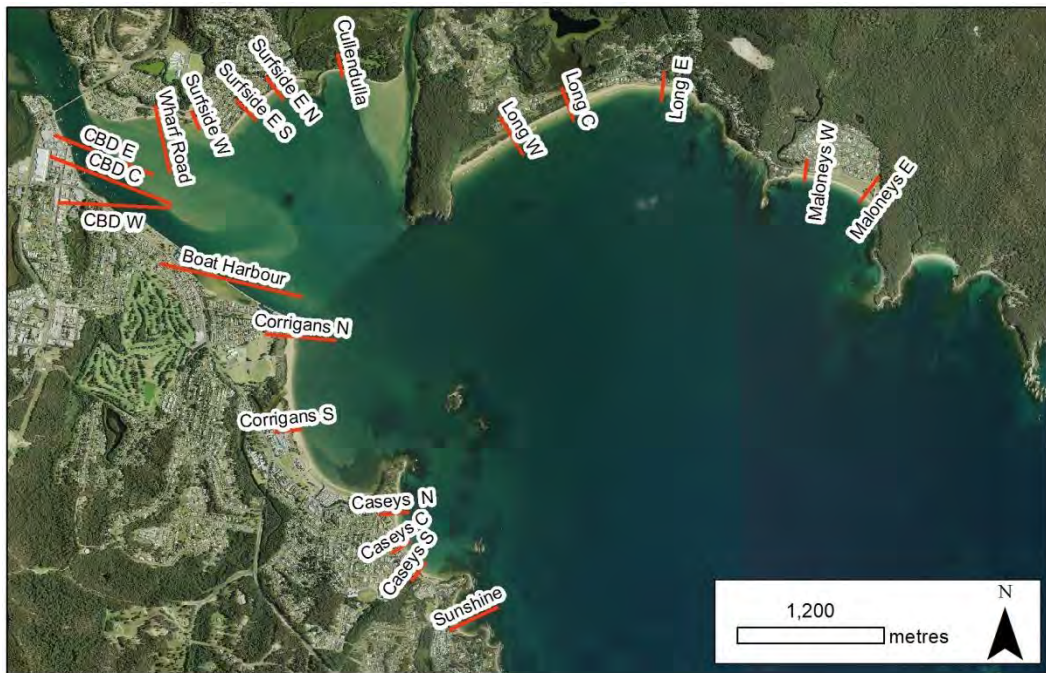 Cullendulla
Surfside E N
Surfside E S
Surfside W
Wharf Road
CBD E
CBD C
CBD W
Long W
Long C
Long E
Maloneys W
Maloneys E
Boat Harbour
Corrigans N
Corrigans S
Caseys N
Caseys C
Caseys S
Sunshine
N
1,200
metres